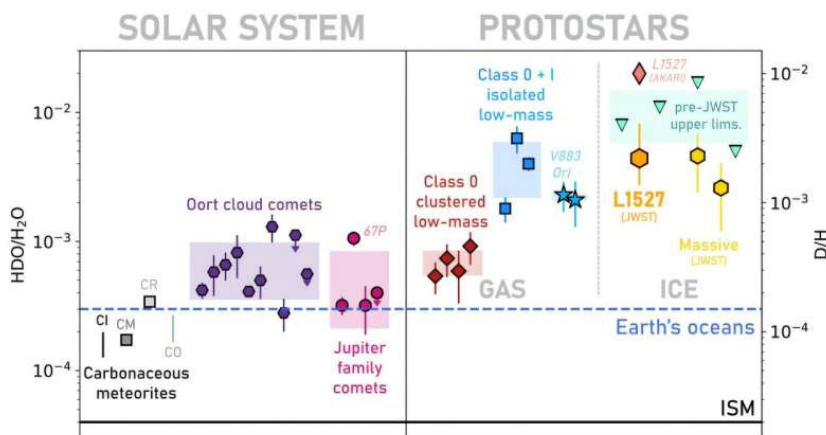 SOLAR SYSTEM
PROTOSTARS
HDO/H₂O
10⁻²
10⁻³
10⁻⁴
CI
CM
CR
CO
Carbonaceous
meteorites
Oort cloud comets
67P
Jupiter
family
comets
Class 0
clustered
low-mass
Class 0 + I
isolated
low-mass
V883
Ori
GAS
L1527
(AKARI)
pre-JWST
upper lims.
L1527
(JWST)
Massive
(JWST)
ICE
Earth's oceans
ISM
10⁻²
10⁻³
10⁻⁴
D/H